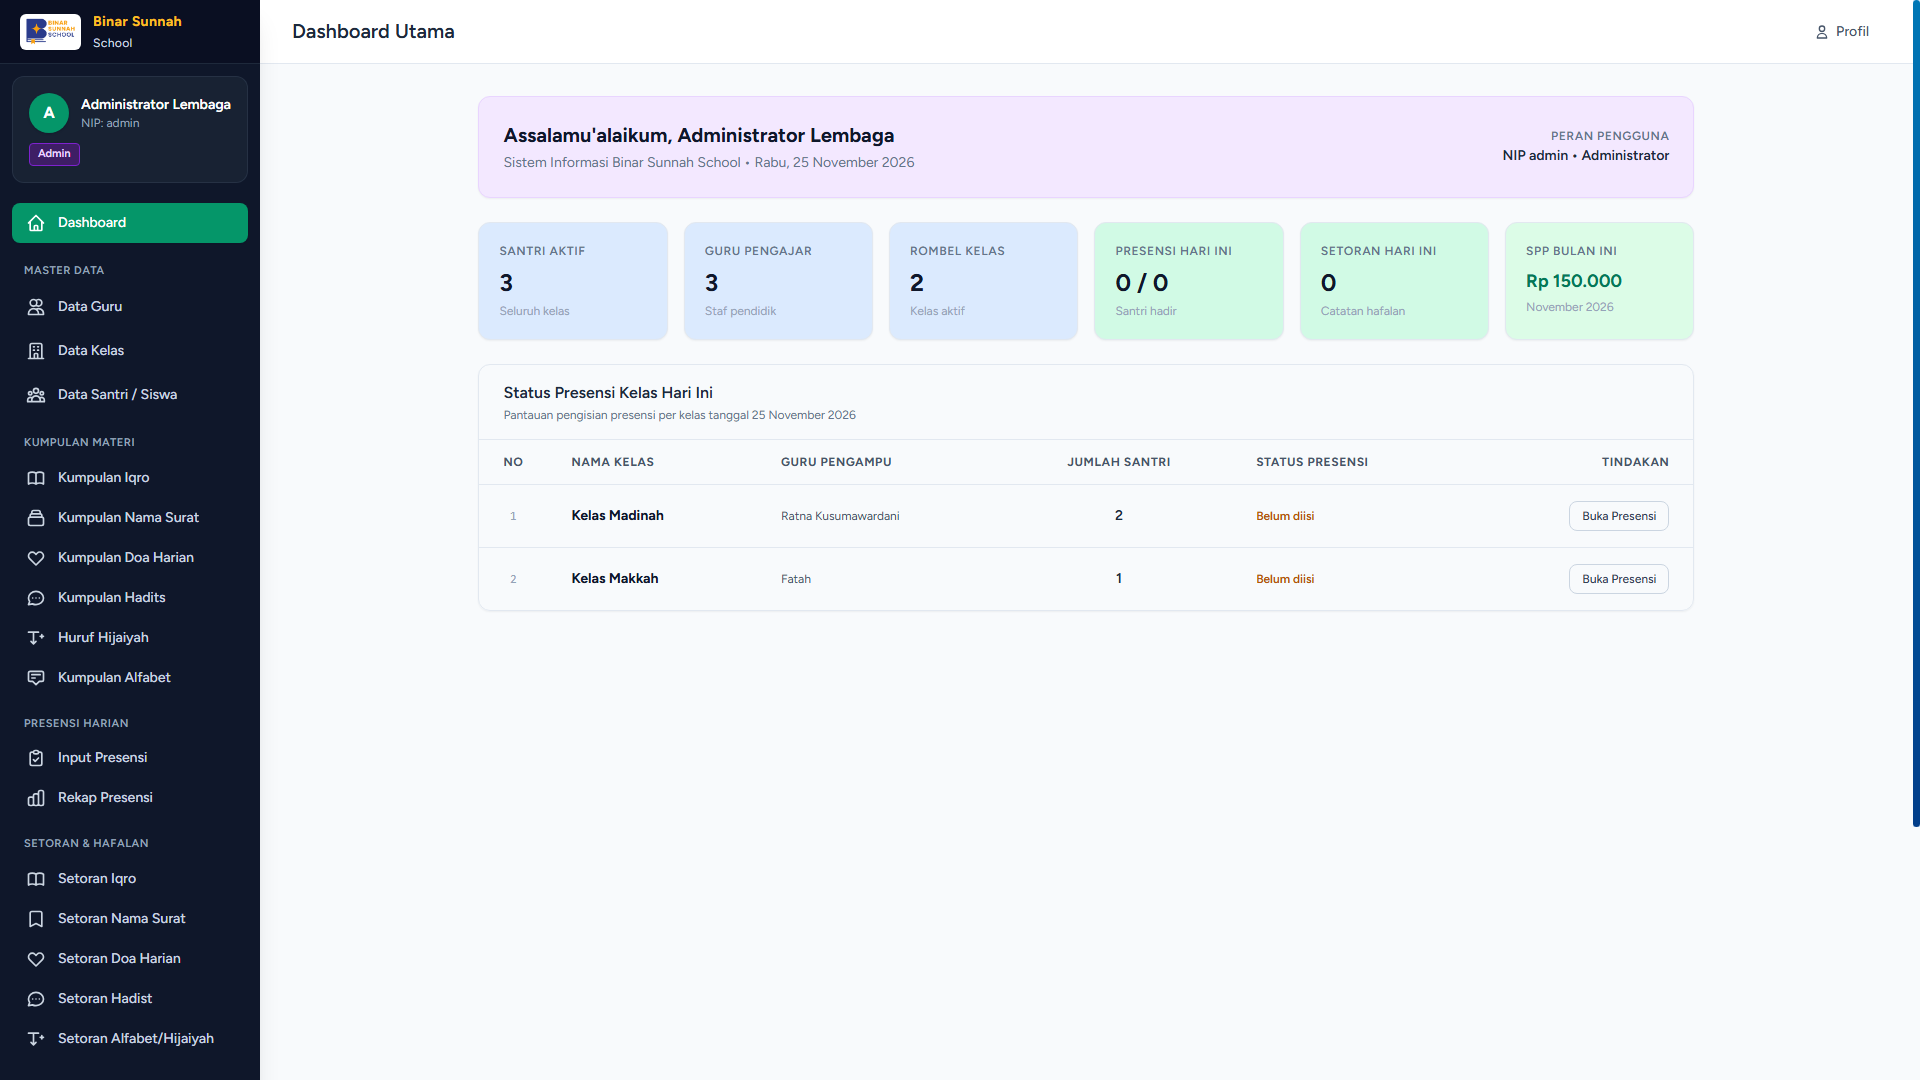 BINAR
SUNNAH
SCHOOL
Binar Sunnah
School
A
Administrator Lembaga
NIP: admin
Admin
Dashboard
MASTER DATA
Data Guru
Data Kelas
Data Santri / Siswa
KUMPULAN MATERI
Kumpulan Iqro
Kumpulan Nama Surat
Kumpulan Doa Harian
Kumpulan Hadits
Huruf Hijaiyah
Kumpulan Alfabet
PRESENSI HARIAN
Input Presensi
Rekap Presensi
SETORAN & HAFALAN
Setoran Iqro
Setoran Nama Surat
Setoran Doa Harian
Setoran Hadist
Setoran Alfabet/Hijaiyah
Dashboard Utama
Profil
Assalamu'alaikum, Administrator Lembaga
Sistem Informasi Binar Sunnah School • Rabu, 25 November 2026
PERAN PENGGUNA
NIP admin • Administrator
SANTRI AKTIF
3
Seluruh kelas
GURU PENGAJAR
3
Staf pendidik
ROMBEL KELAS
2
Kelas aktif
PRESENSI HARI INI
0 / 0
Santri hadir
SETORAN HARI INI
0
Catatan hafalan
SPP BULAN INI
Rp 150.000
November 2026
Status Presensi Kelas Hari Ini
Pantauan pengisian presensi per kelas tanggal 25 November 2026
NO NAMA KELAS GURU PENGAMPU JUMLAH SANTRI STATUS PRESENSI TINDAKAN
1 Kelas Madinah Ratna Kusumawardani 2 Belum diisi Buka Presensi
2 Kelas Makkah Fatah 1 Belum diisi Buka Presensi